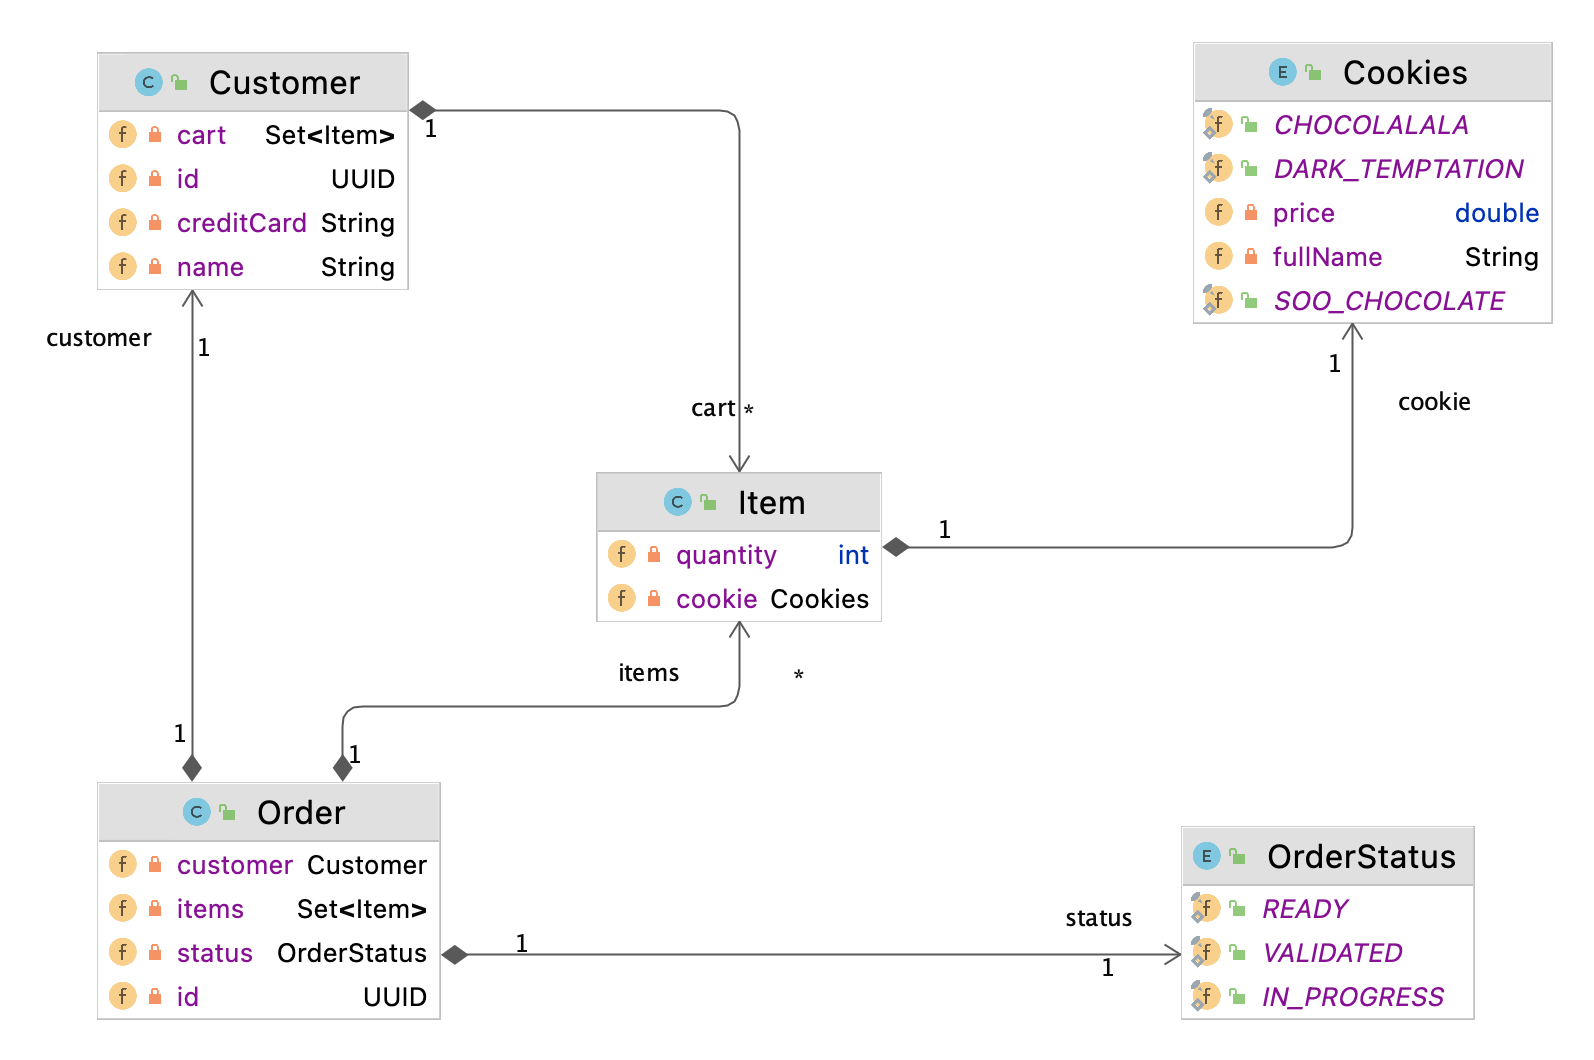 C Customer
f cart Set<Item>
f id UUID
f creditCard String
f name String
1
E Cookies
f CHOCOLALALA
f DARK_TEMPTATION
f price double
f fullName String
f SOO_CHOCOLATE
customer
1
1
cookie
cart *
C Item
f quantity int
f cookie Cookies
1
items
*
1
1
C Order
f customer Customer
f items Set<Item>
f status OrderStatus
f id UUID
1
status
1
E OrderStatus
f READY
f VALIDATED
f IN_PROGRESS